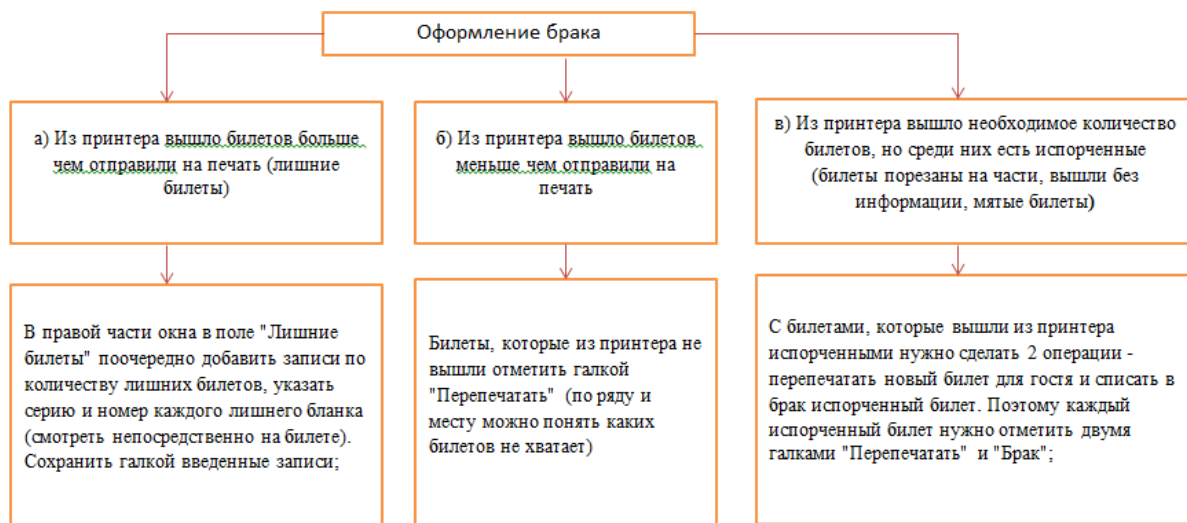 Оформление брака
а) Из принтера вышло билетов больше
чем отправили на печать (лишние
билеты)
б) Из принтера вышло билетов
меньше чем отправили на
печать
в) Из принтера вышло необходимое количество
билетов, но среди них есть испорченные
(билеты порезаны на части, вышли без
информации, мятые билеты)
В правой части окна в поле "Лишние
билеты" поочередно добавить записи по
количеству лишних билетов, указать
серию и номер каждого лишнего бланка
(смотреть непосредственно на билете).
Сохранить галкой введенные записи;
Билеты, которые из принтера не
вышли отметить галкой
"Перепечатать" (по ряду и
месту можно понять каких
билетов не хватает)
С билетами, которые вышли из принтера
испорченными нужно сделать 2 операции -
перепечатать новый билет для гостя и списать в
брак испорченный билет. Поэтому каждый
испорченный билет нужно отметить двумя
галками "Перепечатать" и "Брак";